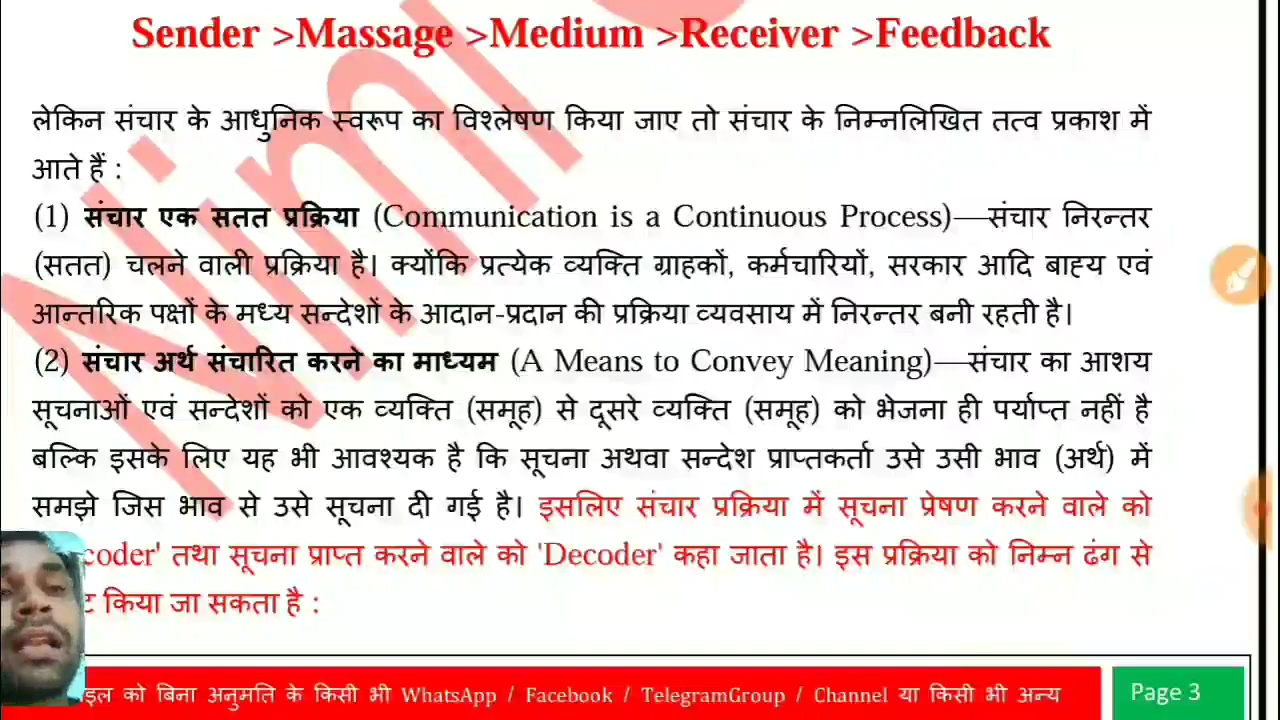 Sender >Massage >Medium >Receiver >Feedback
लेकिन संचार के आधुनिक स्वरूप का विश्लेषण किया जाए तो संचार के निम्नलिखित तत्व प्रकाश में
आते हैं :
(1) संचार एक सतत प्रक्रिया (Communication is a Continuous Process)—संचार निरन्तर
(सतत) चलने वाली प्रक्रिया है। क्योंकि प्रत्येक व्यक्ति ग्राहकों, कर्मचारियों, सरकार आदि बाह्य एवं
आन्तरिक पक्षों के मध्य सन्देशों के आदान-प्रदान की प्रक्रिया व्यवसाय में निरन्तर बनी रहती है।
(2) संचार अर्थ संचारित करने का माध्यम (A Means to Convey Meaning)—संचार का आशय
सूचनाओं एवं सन्देशों को एक व्यक्ति (समूह) से दूसरे व्यक्ति (समूह) को भेजना ही पर्याप्त नहीं है
बल्कि इसके लिए यह भी आवश्यक है कि सूचना अथवा सन्देश प्राप्तकर्ता उसे उसी भाव (अर्थ) में
समझे जिस भाव से उसे सूचना दी गई है। इसलिए संचार प्रक्रिया में सूचना प्रेषण करने वाले को
coder' तथा सूचना प्राप्त करने वाले को 'Decoder' कहा जाता है। इस प्रक्रिया को निम्न ढंग से
किया जा सकता है :
को बिना अनुमति के किसी भी WhatsApp / Facebook / TelegramGroup / Channel या किसी भी अन्य
Page 3